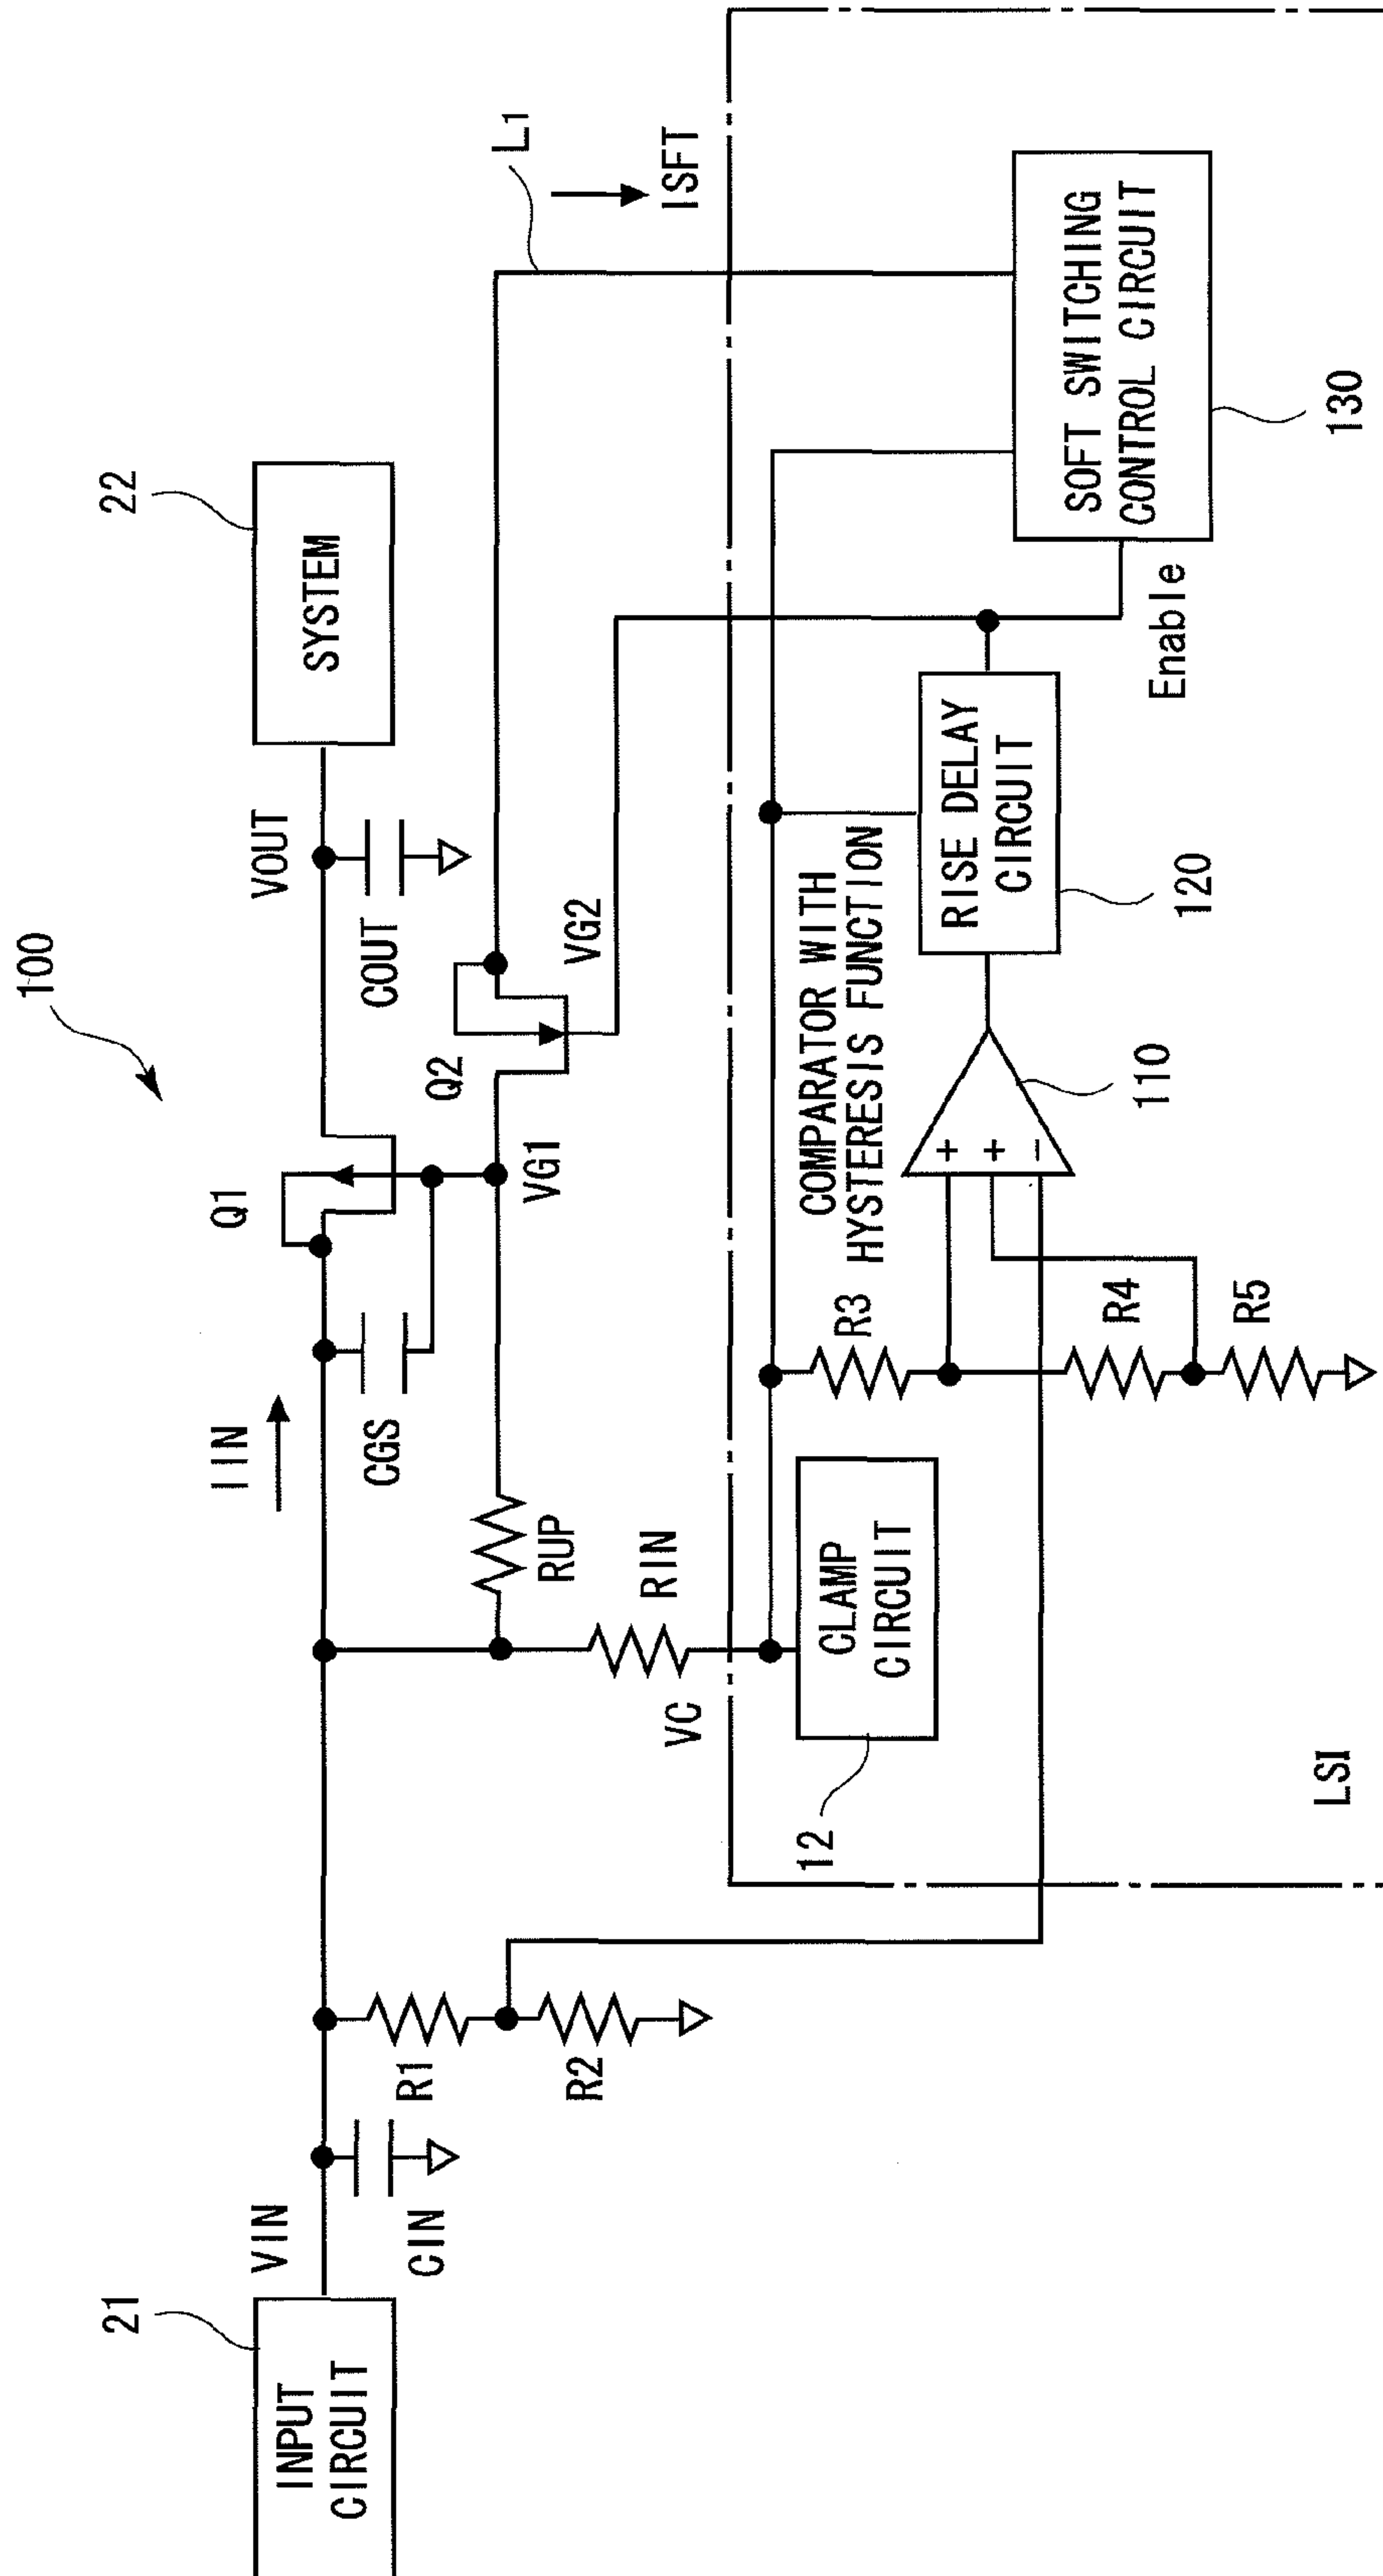 100
21
INPUT
CIRCUIT
VIN
CIN
R1
R2
IIN
CGS
Q1
RUP
RIN
VC
VG1
Q2
VG2
VOUT
COUT
22
SYSTEM
L1
ISFT
12
CLAMP
CIRCUIT
R3
R4
R5
COMPARATOR WITH
HYSTERESIS FUNCTION
+
+
−
110
RISE DELAY
CIRCUIT
120
Enable
SOFT SWITCHING
CONTROL CIRCUIT
130
LSI